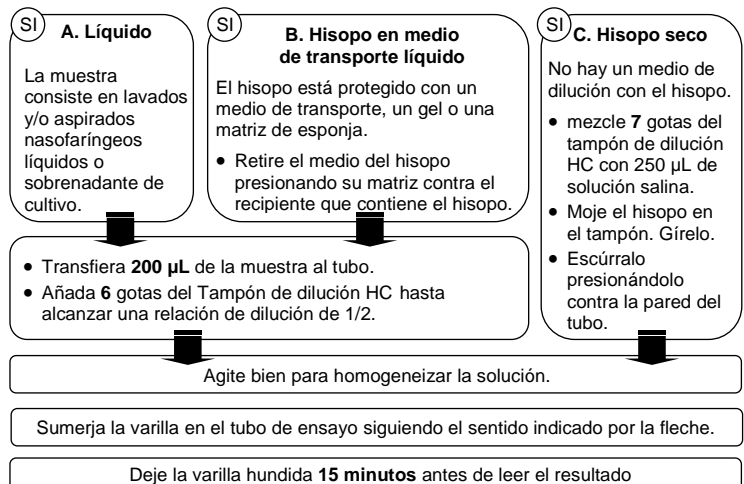 SI
A. Líquido
La muestra
consiste en lavados
y/o aspirados
nasofaríngeos
líquidos o
sobrenadante de
cultivo.
SI
B. Hisopo en medio
de transporte líquido
El hisopo está protegido con un
medio de transporte, un gel o una
matriz de esponja.
• Retire el medio del hisopo
presionando su matriz contra el
recipiente que contiene el hisopo.
SI
C. Hisopo seco
No hay un medio de
dilución con el hisopo.
• mezcle 7 gotas del
tampón de dilución
HC con 250 µL de
solución salina.
• Moje el hisopo en
el tampón. Gírelo.
• Escúrralo
presionándolo
contra la pared del
tubo.
• Transfiera 200 µL de la muestra al tubo.
• Añada 6 gotas del Tampón de dilución HC hasta
alcanzar una relación de dilución de 1/2.
Agite bien para homogeneizar la solución.
Sumerja la varilla en el tubo de ensayo siguiendo el sentido indicado por la fleche.
Deje la varilla hundida 15 minutos antes de leer el resultado